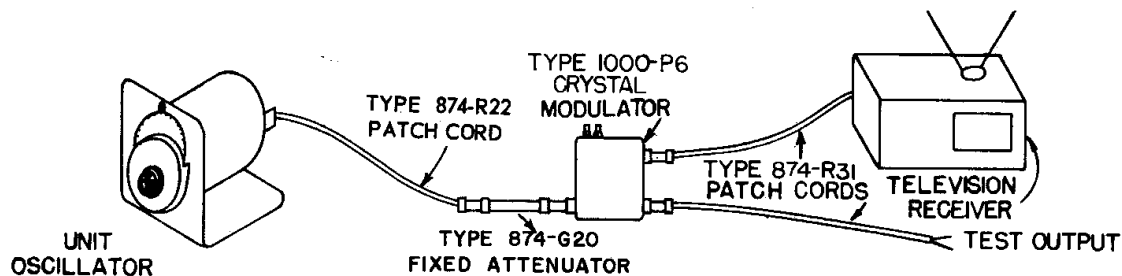 TYPE 1000-P6
CRYSTAL
MODULATOR
TYPE 874-R22
PATCH CORD
TYPE 874-R31
PATCH CORDS
TELEVISION
RECEIVER
UNIT
OSCILLATOR
TYPE 874-G20
FIXED ATTENUATOR
TEST OUTPUT